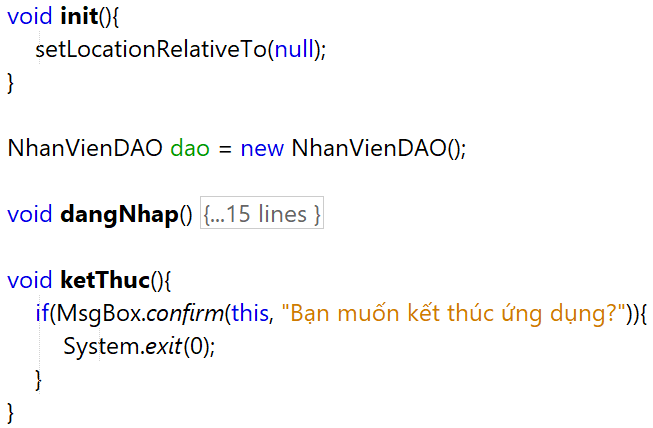 void init(){
setLocationRelativeTo(null);
}
NhanVienDAO dao = new NhanVienDAO();
void dangNhap() {...15 lines }
void ketThuc(){
if(MsgBox.confirm(this, "Bạn muốn kết thúc ứng dụng?")){
System.exit(0);
}
}